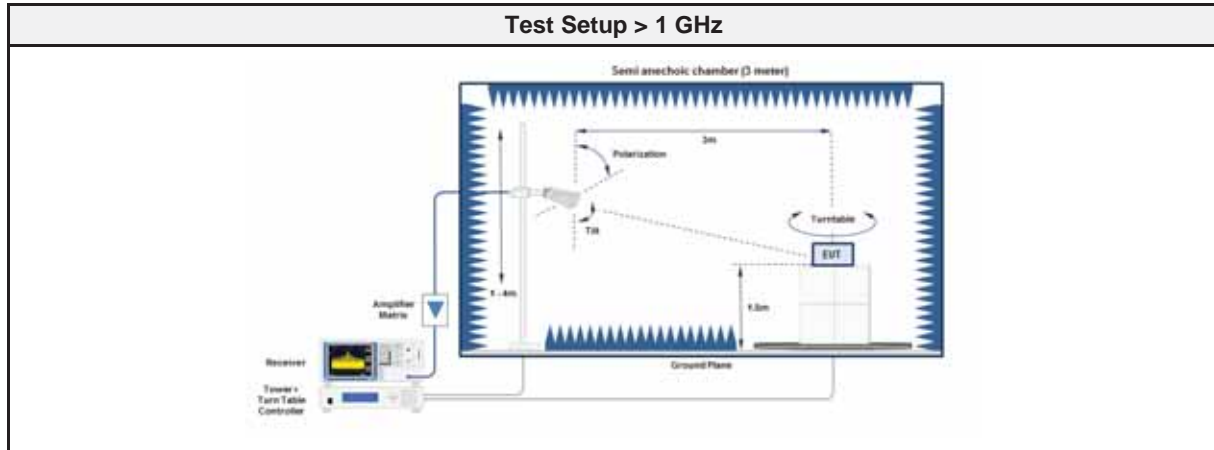 Test Setup > 1 GHz
Semi anechoic chamber (3 meter)
3m
Polarization
Turntable
Tilt
EUT
1 - 4m
1.5m
Amplifier
Matrix
Receiver
Ground Plane
Tower+
Turn Table
Controller